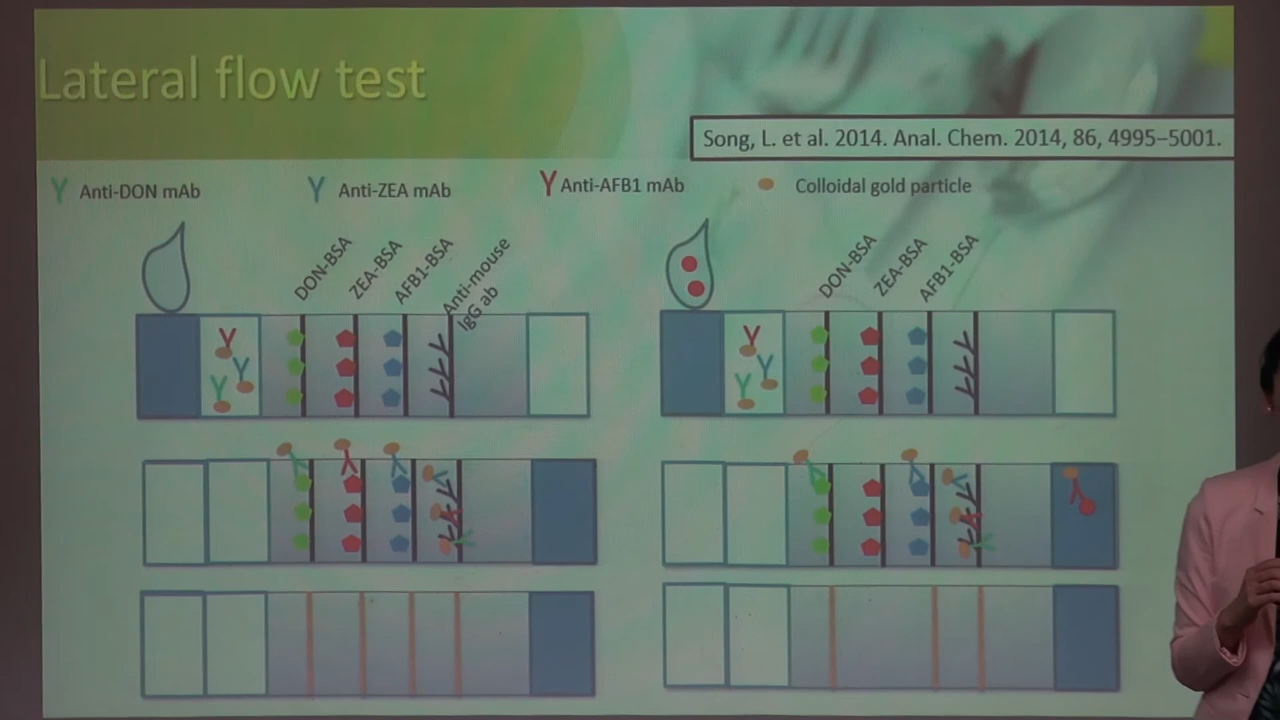 Lateral flow test
Song, L. et al. 2014. Anal. Chem. 2014, 86, 4995–5001.
Anti-DON mAb
Anti-ZEA mAb
Anti-AFB1 mAb
Colloidal gold particle
DON-BSA
ZEA-BSA
AFB1-BSA
Anti-mouse
IgG ab
DON-BSA
ZEA-BSA
AFB1-BSA